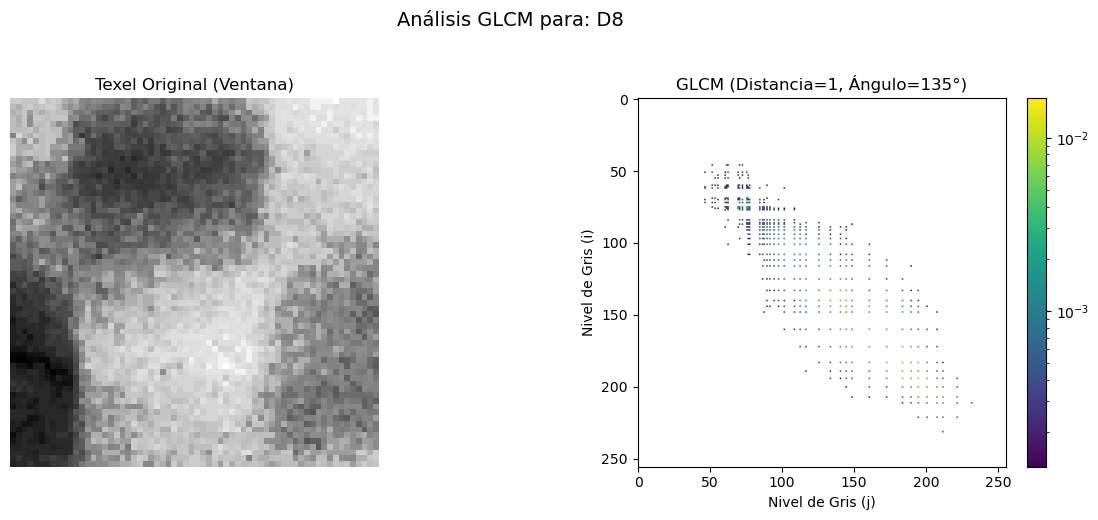 Análisis GLCM para: D8
Texel Original (Ventana)
GLCM (Distancia=1, Ángulo=135°)
0
50
100
150
200
250
Nivel de Gris (i)
0 50 100 150 200 250
Nivel de Gris (j)
10⁻²
10⁻³